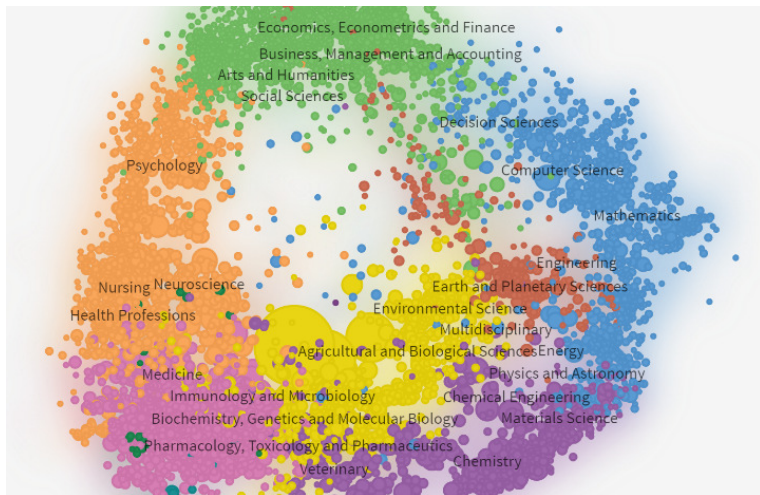 Economics, Econometrics and Finance
Business, Management and Accounting
Arts and Humanities
Social Sciences
Decision Sciences
Psychology
Computer Science
Mathematics
Engineering
Nursing
Neuroscience
Earth and Planetary Sciences
Health Professions
Environmental Science
Multidisciplinary
Agricultural and Biological Sciences
Energy
Medicine
Physics and Astronomy
Immunology and Microbiology
Chemical Engineering
Biochemistry, Genetics and Molecular Biology
Materials Science
Pharmacology, Toxicology and Pharmaceutics
Chemistry
Veterinary